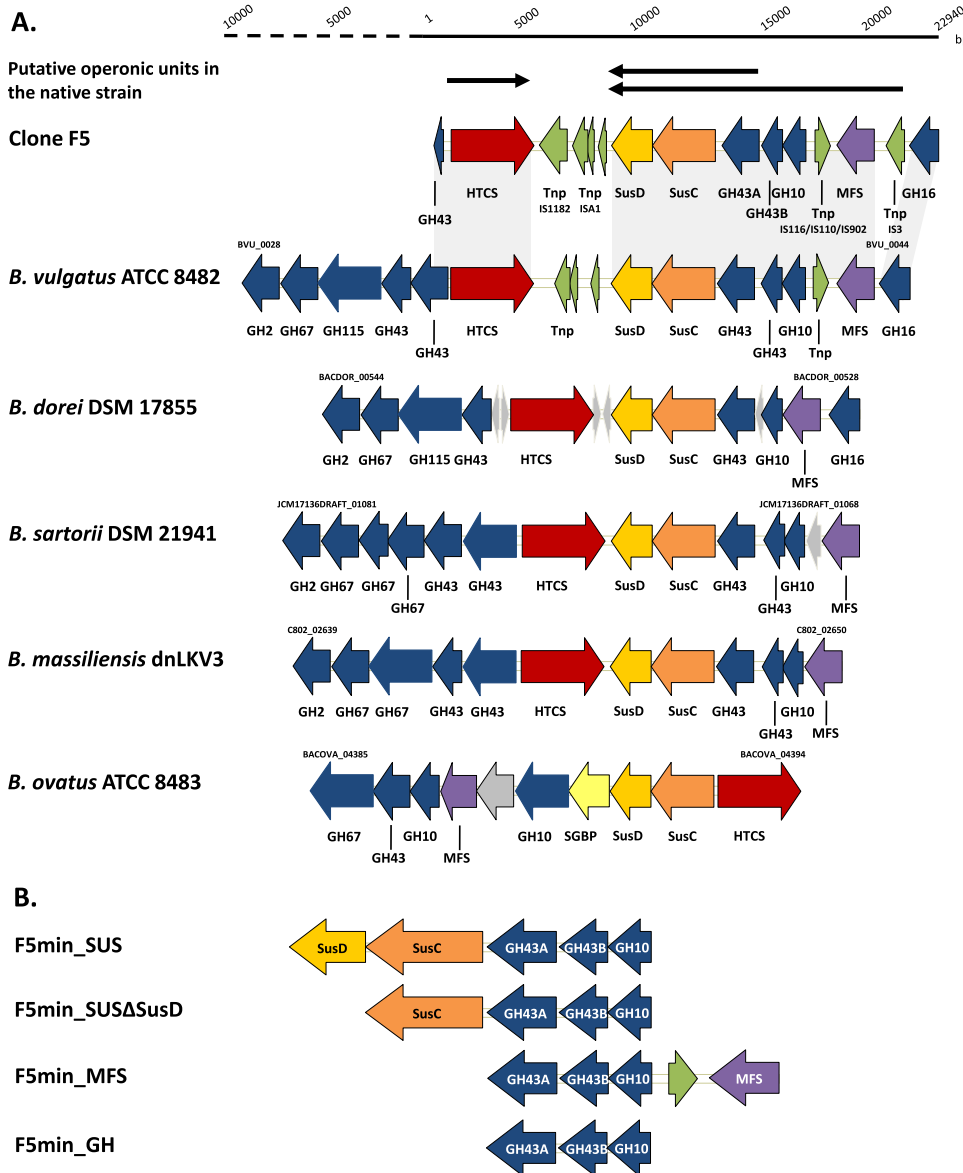 A.
10000 5000 1 5000 10000 15000 20000 22940
b
Putative operonic units in
the native strain
Clone F5
HTCS Tnp Tnp SusD SusC GH43A GH10 MFS GH16
IS1182 ISA1
GH43 GH43B Tnp Tnp
IS116/IS110/IS902 IS3
BVU_0028 BVU_0044
B. vulgatus ATCC 8482
GH2 GH67 GH115 GH43 HTCS Tnp SusD SusC GH43 GH10 MFS GH16
GH43 GH43 Tnp
BACDOR_00544 BACDOR_00528
B. dorei DSM 17855
GH2 GH67 GH115 GH43 HTCS SusD SusC GH43 GH10 GH16
MFS
JCM17136DRAFT_01081 JCM17136DRAFT_01068
B. sartorii DSM 21941
GH2 GH67 GH67 GH43 GH43 HTCS SusD SusC GH43 GH10
GH67 GH43 MFS
C802_02639 C802_02650
B. massiliensis dnLKV3
GH2 GH67 GH67 GH43 GH43 HTCS SusD SusC GH43 GH10
GH43 MFS
BACOVA_04385 BACOVA_04394
B. ovatus ATCC 8483
GH67 GH10 GH10 SGBP SusD SusC HTCS
GH43 MFS
B.
F5min_SUS
SusD SusC GH43A GH43B GH10
F5min_SUSΔSusD
SusC GH43A GH43B GH10
F5min_MFS
GH43A GH43B GH10 MFS
F5min_GH
GH43A GH43B GH10